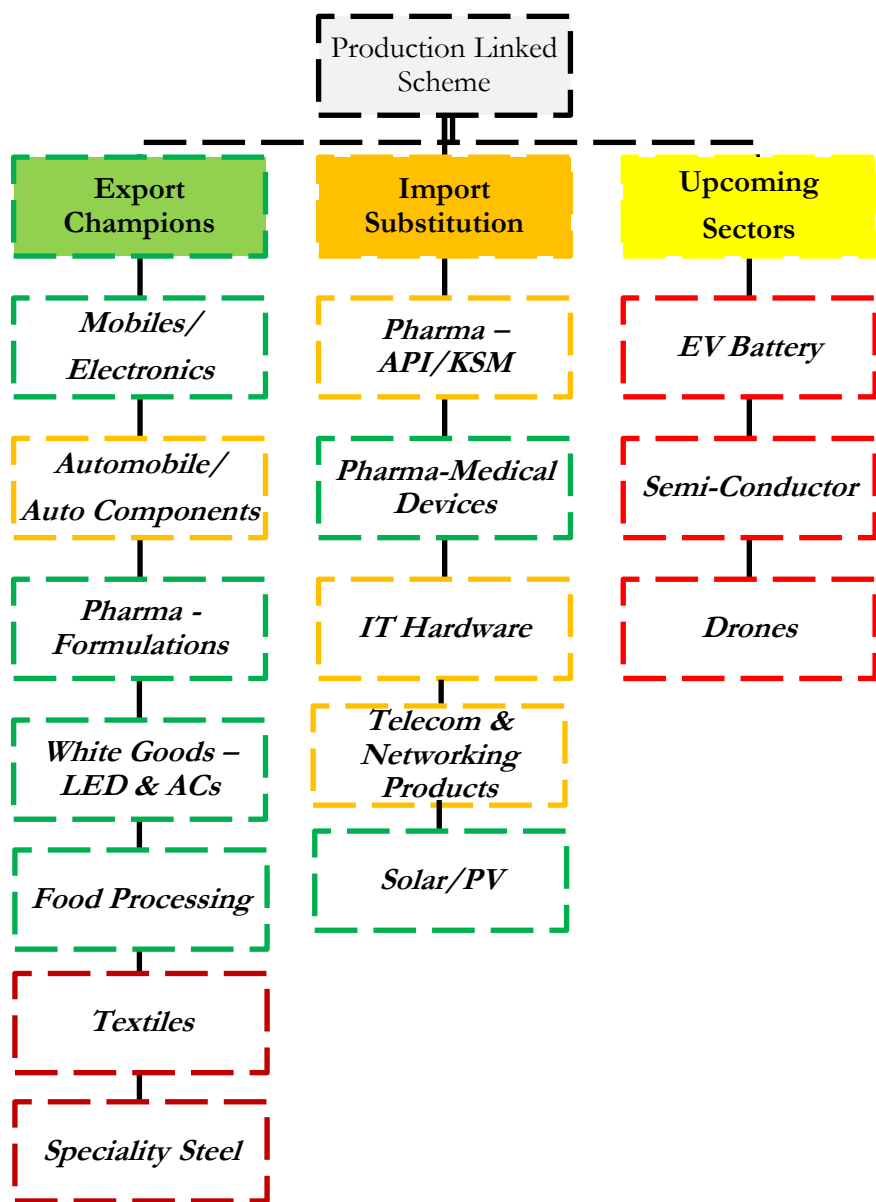 Production Linked
Scheme
Export
Champions
Import
Substitution
Upcoming
Sectors
Mobiles/
Electronics
Pharma –
API/KSM
EV Battery
Automobile/
Auto Components
Pharma-Medical
Devices
Semi-Conductor
Pharma -
Formulations
IT Hardware
Drones
White Goods –
LED & ACs
Telecom &
Networking
Products
Food Processing
Solar/PV
Textiles
Speciality Steel